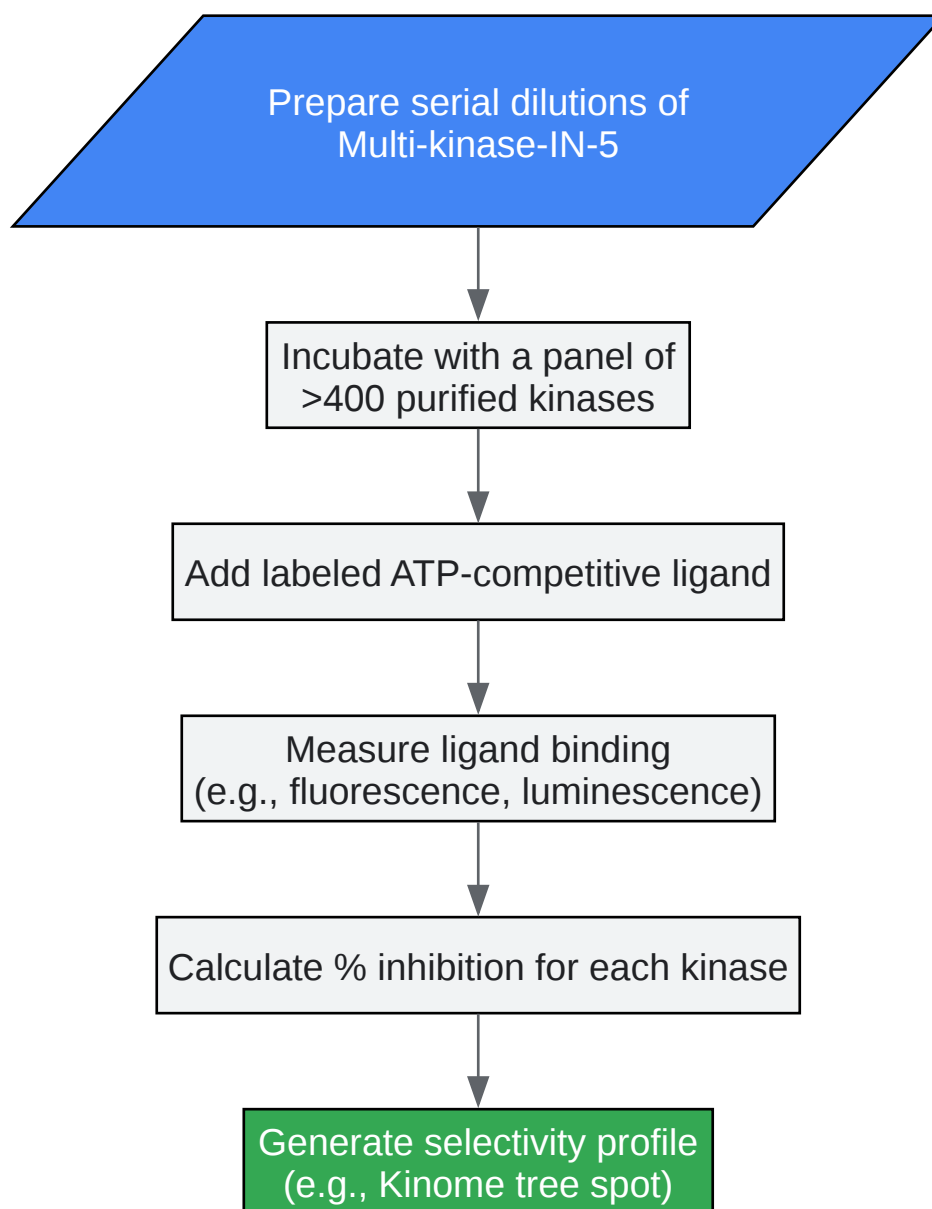 Prepare serial dilutions of
Multi-kinase-IN-5
Incubate with a panel of
>400 purified kinases
Add labeled ATP-competitive ligand
Measure ligand binding
(e.g., fluorescence, luminescence)
Calculate % inhibition for each kinase
Generate selectivity profile
(e.g., Kinome tree spot)